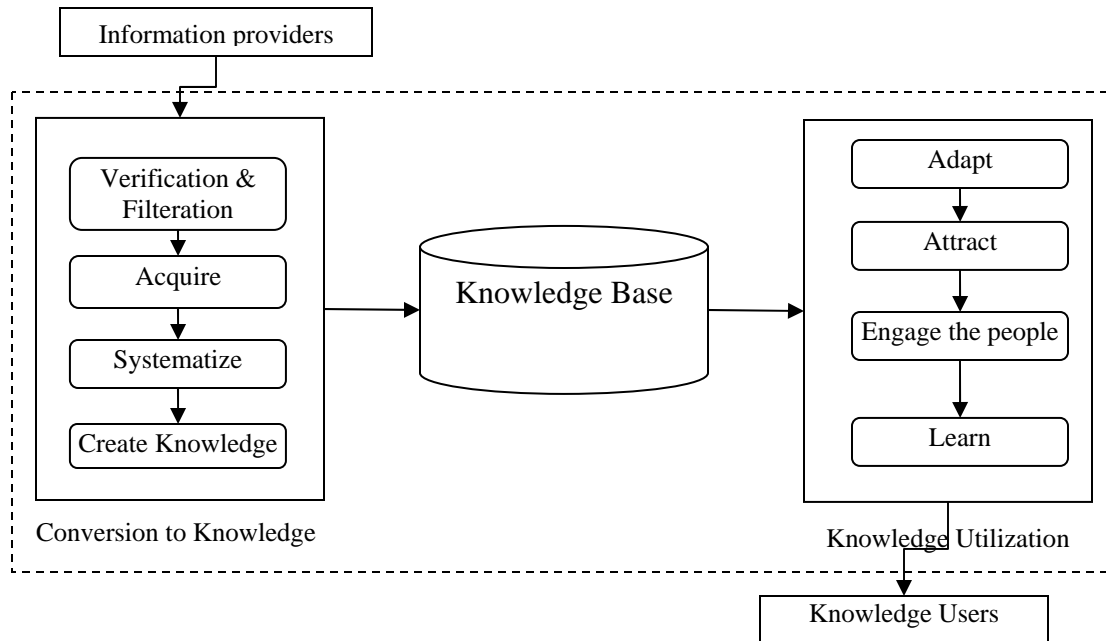 Information providers
Verification &
Filteration
Acquire
Systematize
Create Knowledge
Conversion to Knowledge
Knowledge Base
Adapt
Attract
Engage the people
Learn
Knowledge Utilization
Knowledge Users